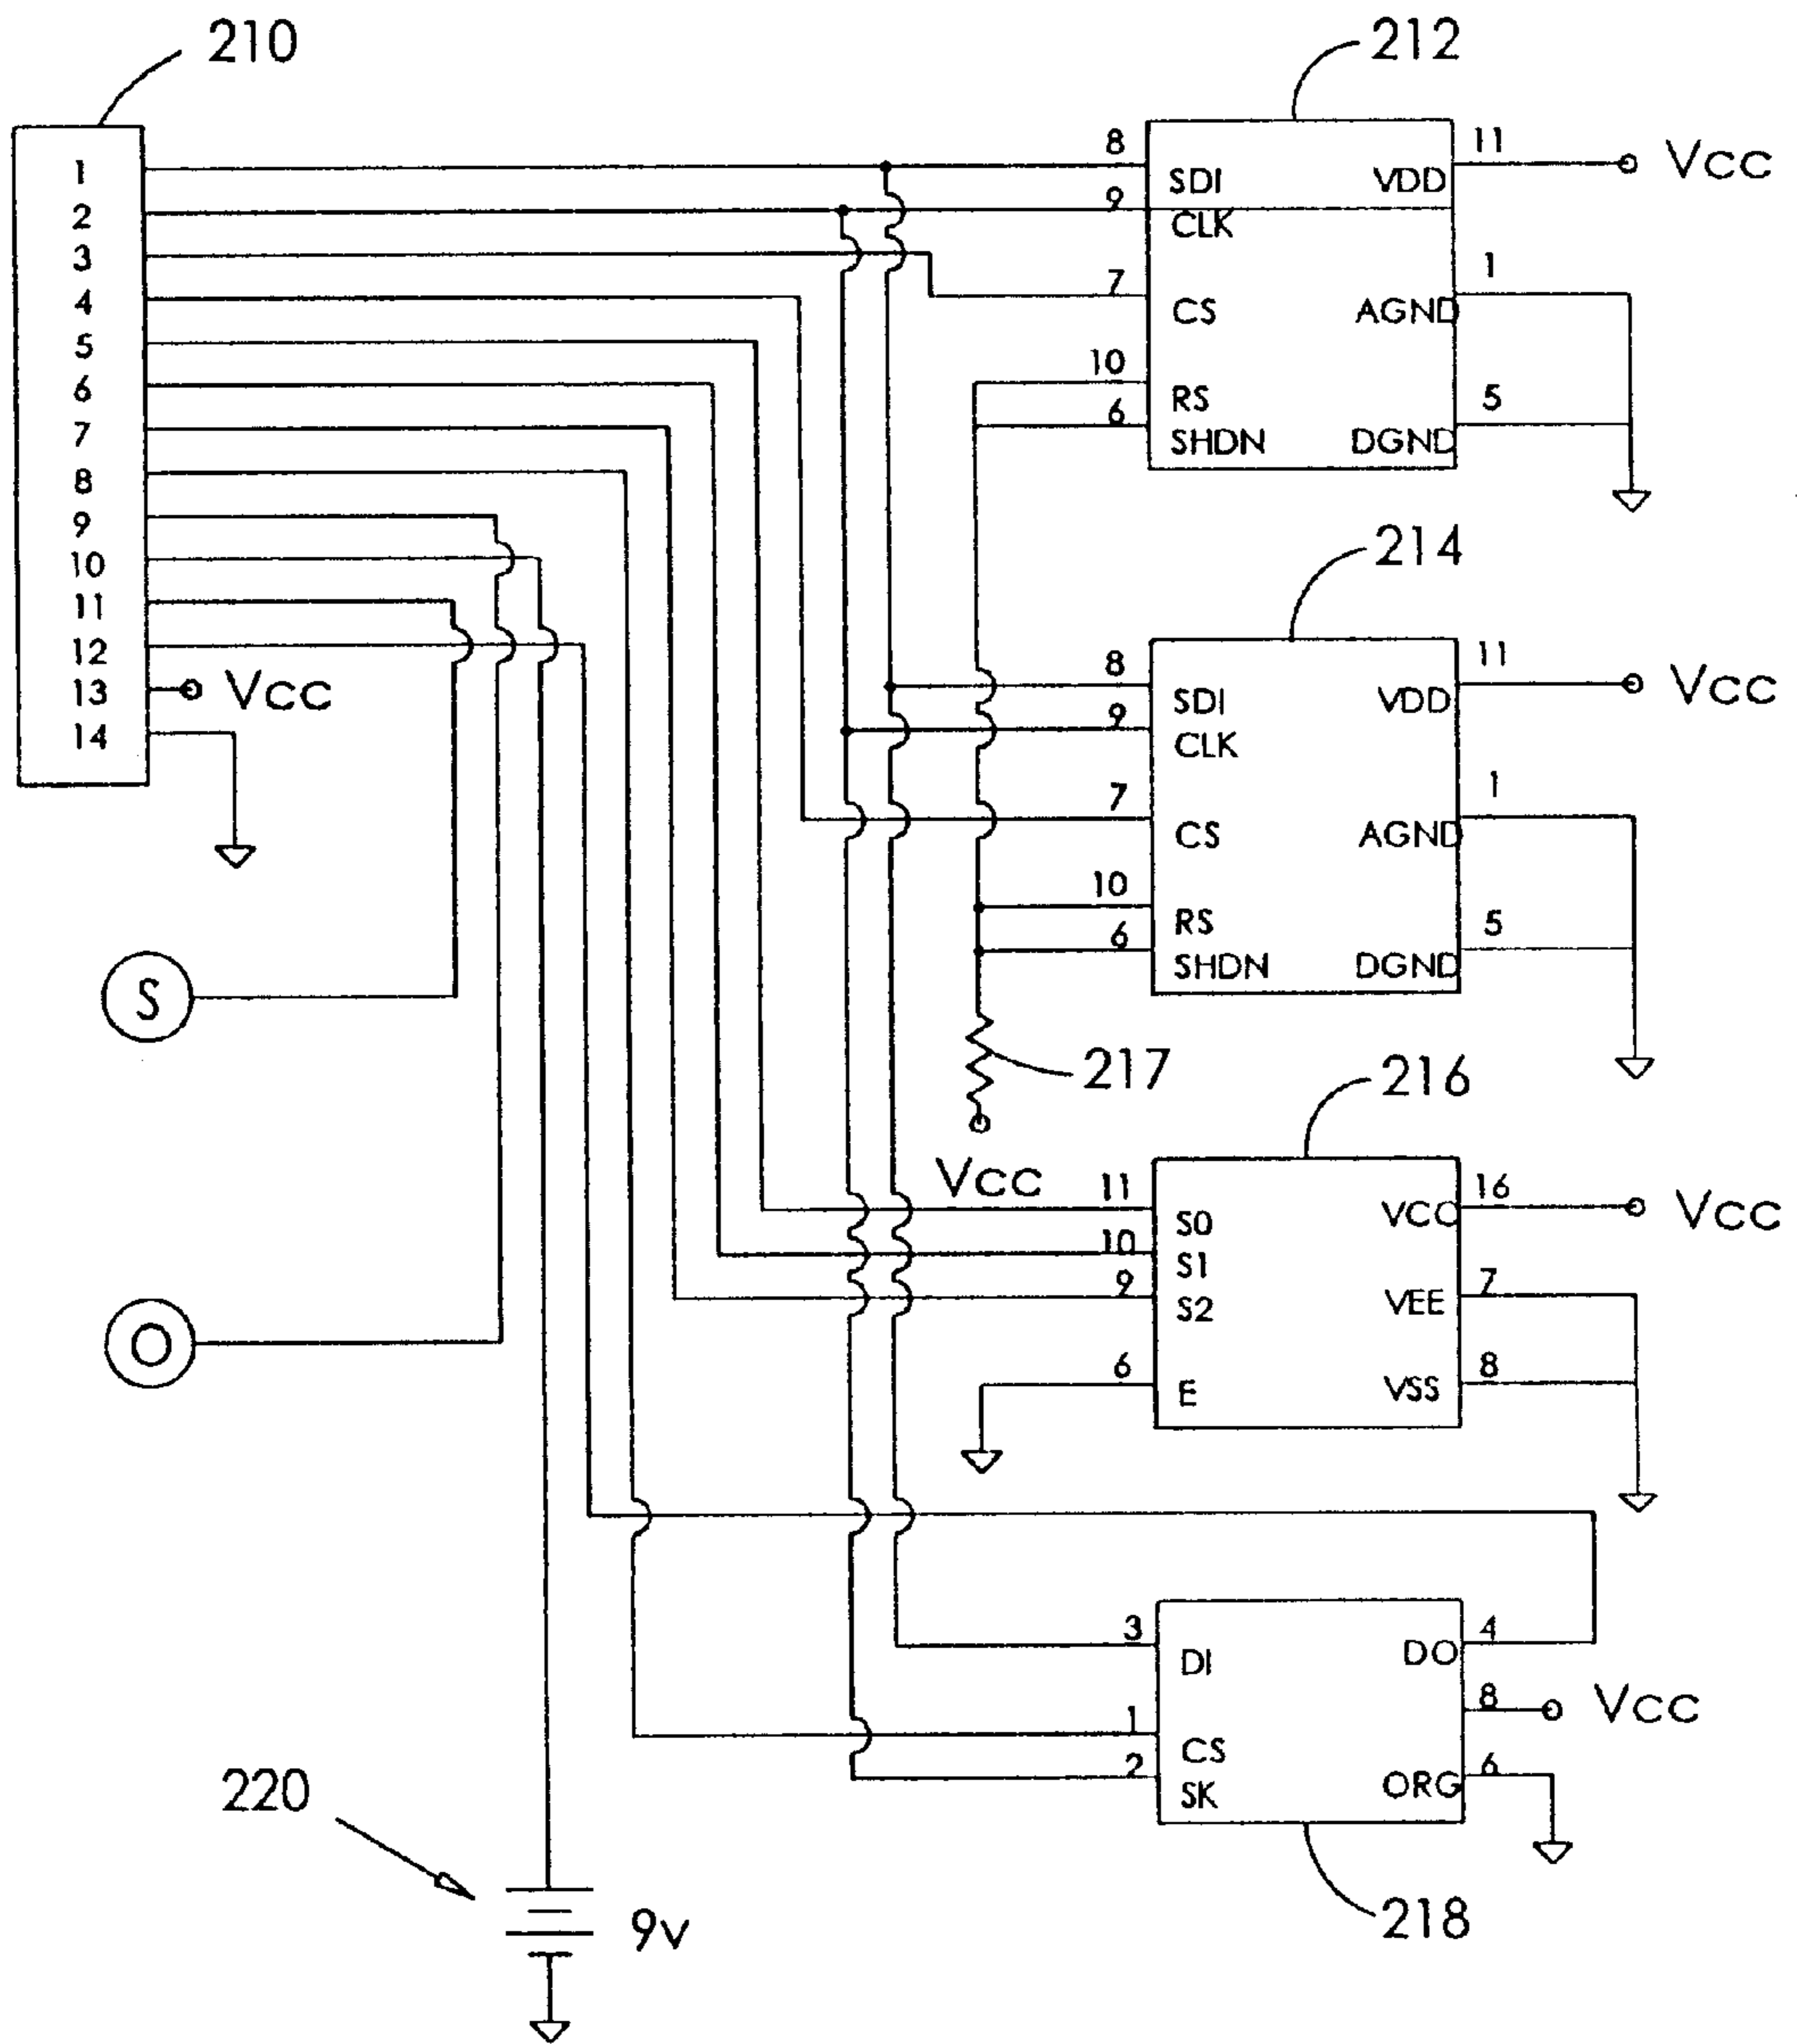 210
1
2
3
4
5
6
7
8
9
10
11
12
13
14
Vcc
S
O
220
9v
212
8
SDI
9
CLK
7
CS
10
RS
6
SHDN
VDD
11
Vcc
AGND
1
DGND
5
214
8
SDI
9
CLK
7
CS
10
RS
6
SHDN
VDD
11
Vcc
AGND
1
DGND
5
217
Vcc
216
11
S0
10
S1
9
S2
6
E
VCC
16
Vcc
VEE
7
VSS
8
3
DI
1
CS
2
SK
DO
4
8
Vcc
ORG
6
218